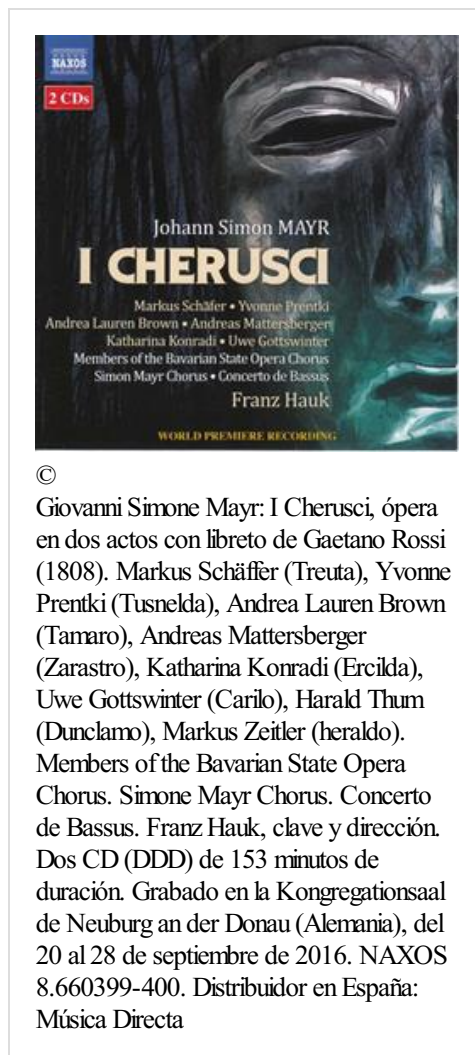 NAXOS
2 CDs
Johann Simon MAYR
I CHERUSCI
Markus Schäfer • Yvonne Prentki
Andrea Lauren Brown • Andreas Mattersberger
Katharina Konradi • Uwe Gottswinter
Members of the Bavarian State Opera Chorus
Simon Mayr Chorus • Concerto de Bassus
Franz Hauk
WORLD PREMIERE RECORDING
©
Giovanni Simone Mayr: I Cherusci, ópera
en dos actos con libreto de Gaetano Rossi
(1808). Markus Schäffer (Treuta), Yvonne
Prentki (Tusnelda), Andrea Lauren Brown
(Tamaro), Andreas Mattersberger
(Zarastro), Katharina Konradi (Ercilda),
Uwe Gottswinter (Carilo), Harald Thum
(Dunclamo), Markus Zeitler (heraldo).
Members of the Bavarian State Opera
Chorus. Simone Mayr Chorus. Concerto
de Bassus. Franz Hauk, clave y dirección.
Dos CD (DDD) de 153 minutos de
duración. Grabado en la Kongregationsaal
de Neuburg an der Donau (Alemania), del
20 al 28 de septiembre de 2016. NAXOS
8.660399-400. Distribuidor en España:
Música Directa